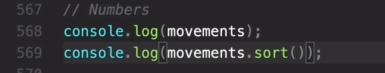 567 // Numbers
568 console.log(movements);
569 console.log(movements.sort());